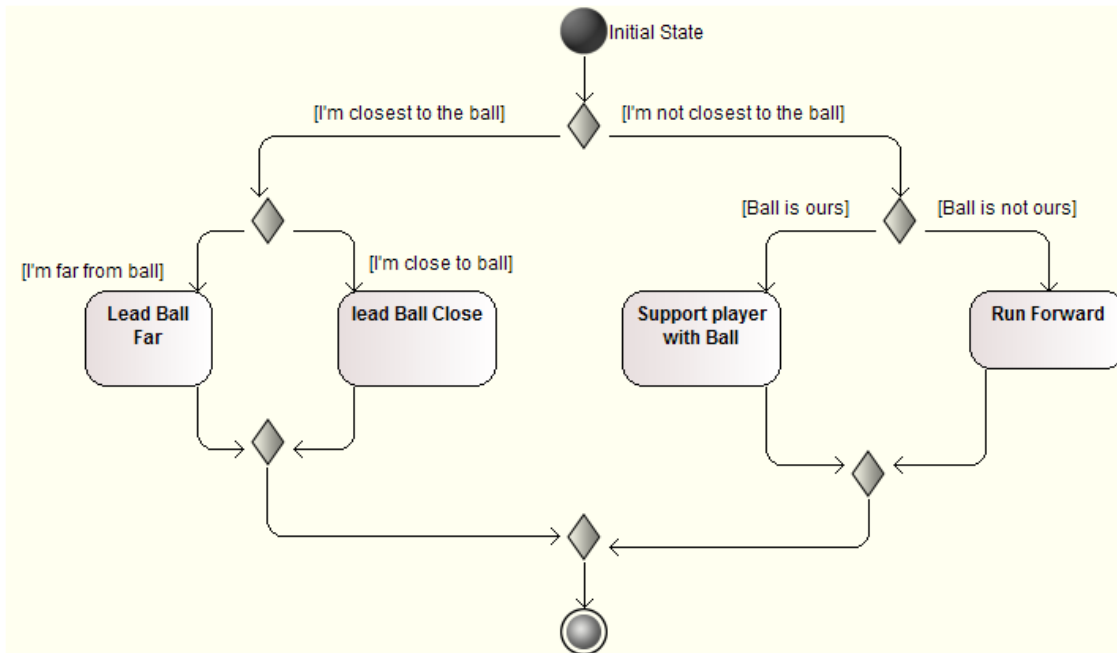 Initial State
[I'm closest to the ball]
[I'm not closest to the ball]
[Ball is ours]
[Ball is not ours]
[I'm far from ball]
[I'm close to ball]
Lead Ball
Far
lead Ball Close
Support player
with Ball
Run Forward